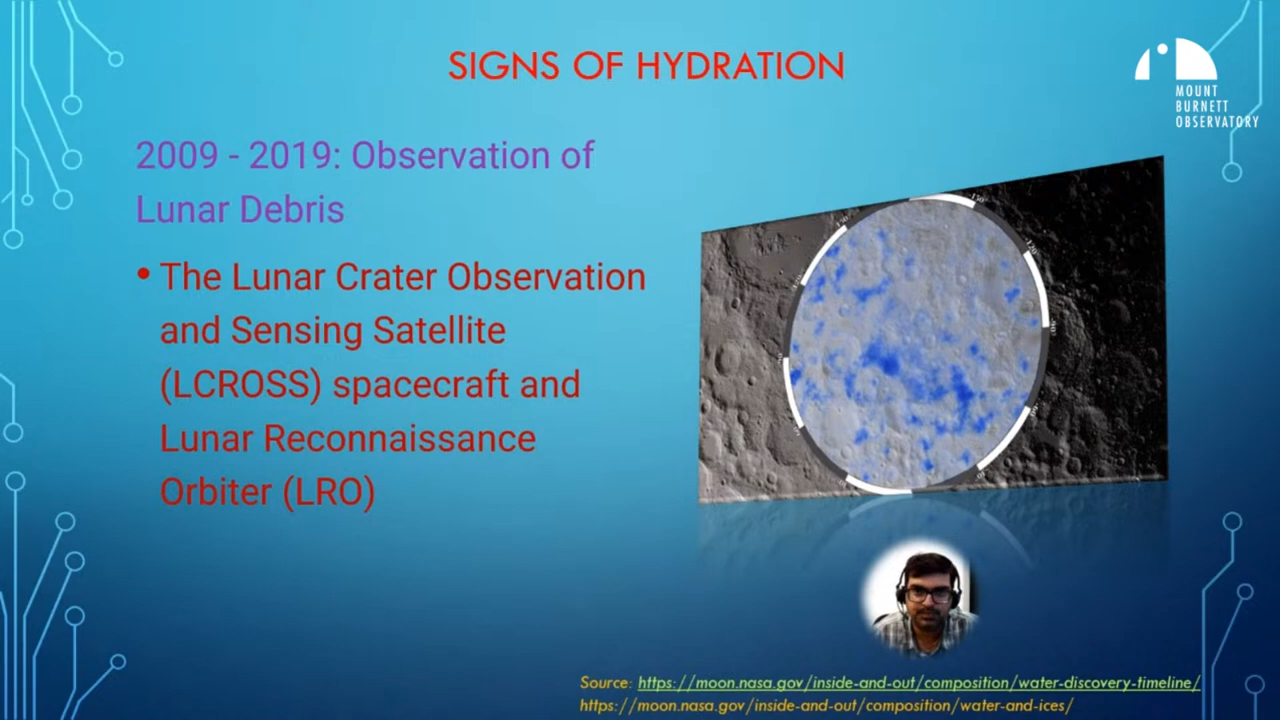 SIGNS OF HYDRATION
MOUNT
BURNETT
OBSERVATORY
2009 - 2019: Observation of
Lunar Debris
• The Lunar Crater Observation
and Sensing Satellite
(LCROSS) spacecraft and
Lunar Reconnaissance
Orbiter (LRO)
Source: https://moon.nasa.gov/inside-and-out/composition/water-discovery-timeline/
https://moon.nasa.gov/inside-and-out/composition/water-and-ices/